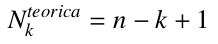 $N_k^{teorica} = n - k + 1$